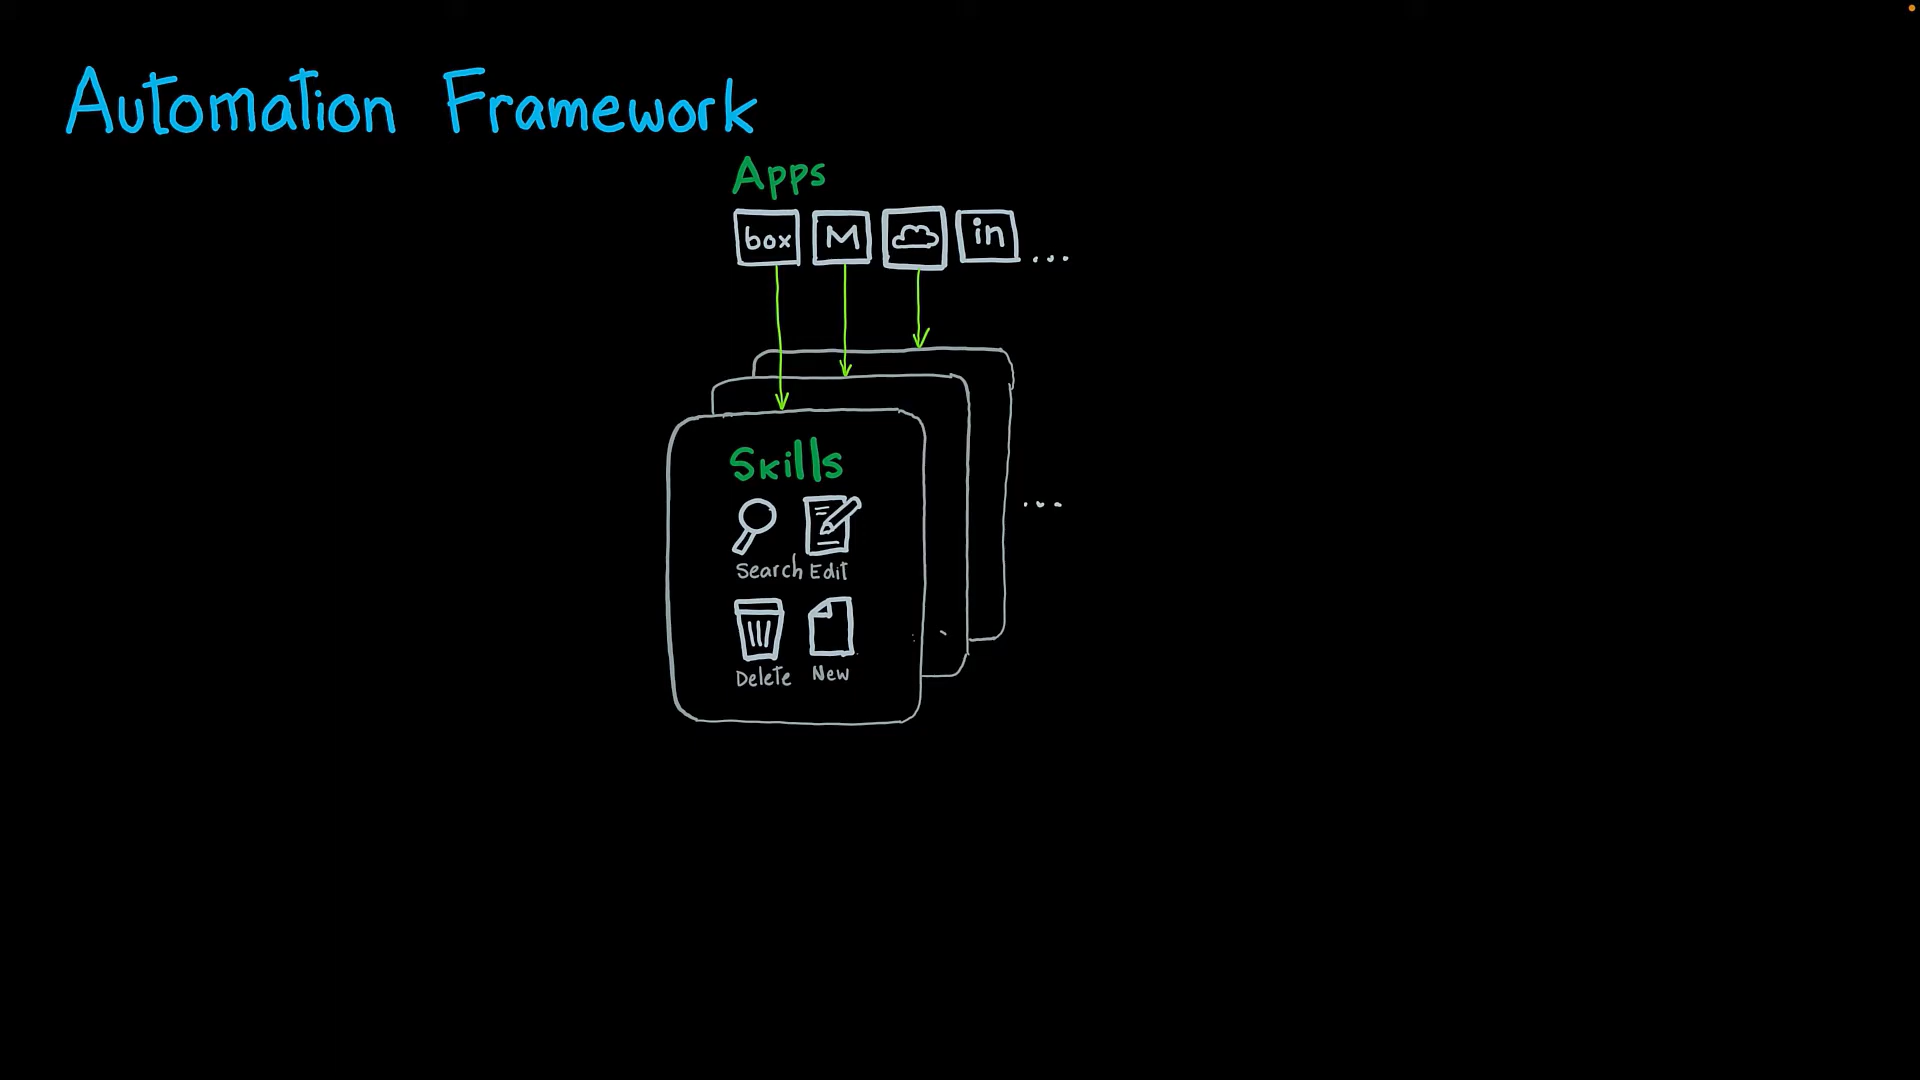 Automation Framework
Apps
box M in ...
Skills
Search Edit
...
Delete New